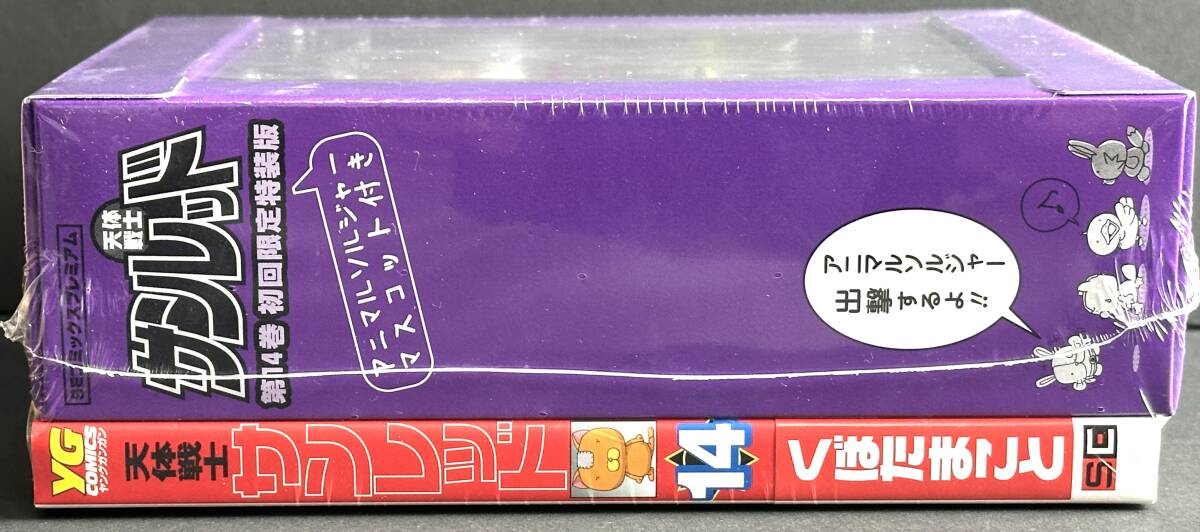 SEコミックスプレミアム
天体
戦士
サンレッド
第14巻 初回限定特装版
アニマルソルジャー
マスコット付き
アニマルソルジャー
出撃するよ!!
YG
COMICS
ヤングガンガン
天体戦士
サンレッド
14
くぼたまこと